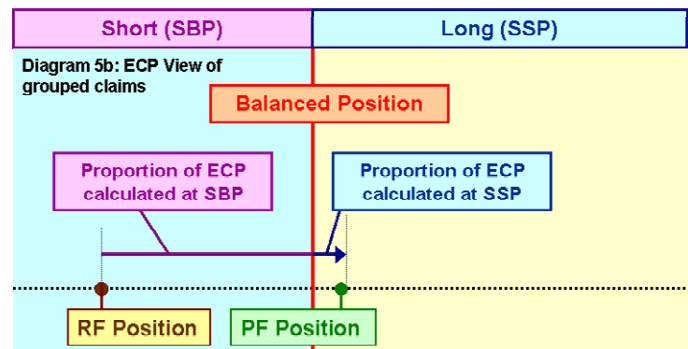 Short (SBP)
Long (SSP)
Diagram 5b: ECP View of
grouped claims
Balanced Position
Proportion of ECP
calculated at SBP
Proportion of ECP
calculated at SSP
RF Position
PF Position